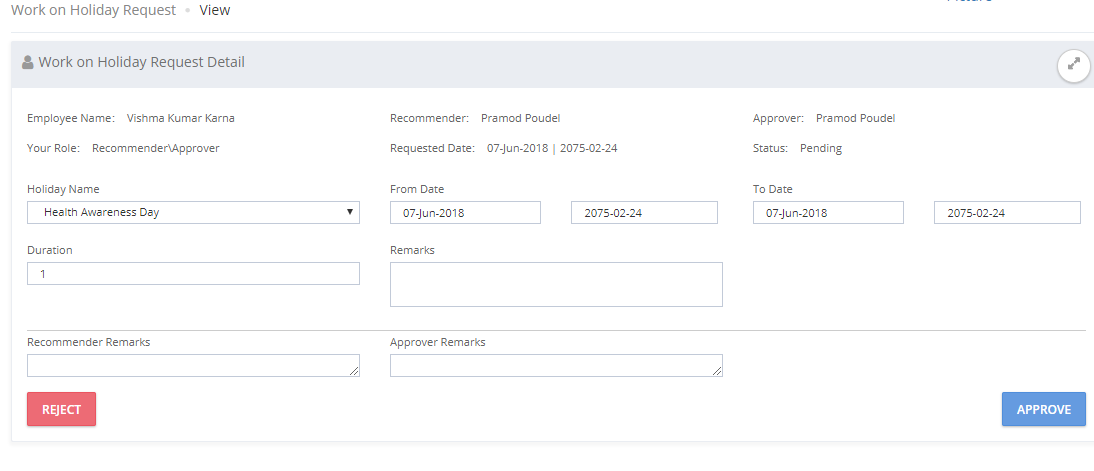 Work on Holiday Request • View
Work on Holiday Request Detail
Employee Name: Vishma Kumar Karna Recommender: Pramod Poudel Approver: Pramod Poudel
Your Role: Recommender\Approver Requested Date: 07-Jun-2018 | 2075-02-24 Status: Pending
Holiday Name From Date To Date
Health Awareness Day 07-Jun-2018 2075-02-24 07-Jun-2018 2075-02-24
Duration Remarks
1
Recommender Remarks Approver Remarks
REJECT APPROVE